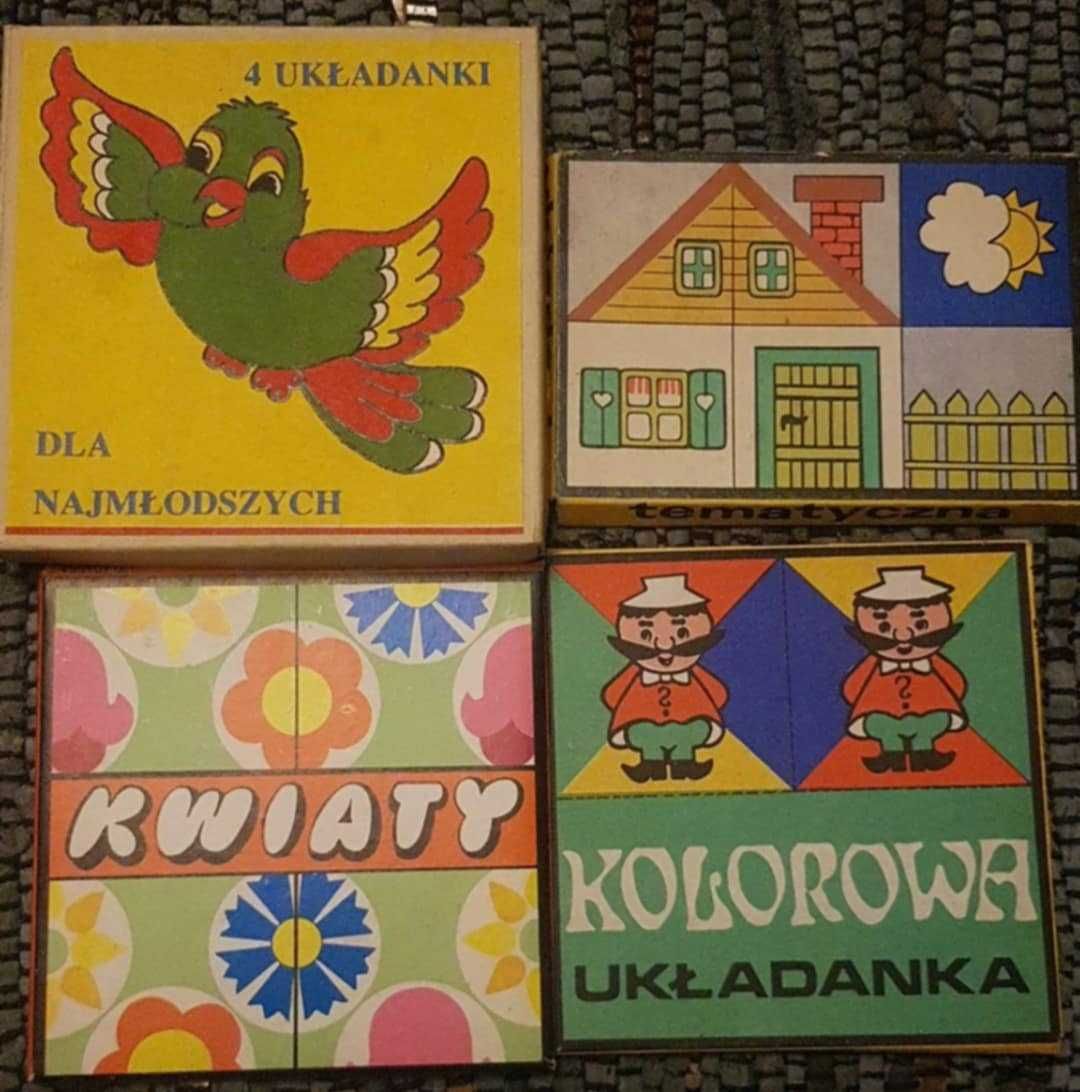 4 UKŁADANKI
DLA
NAJMŁODSZYCH
tematyczna
KWIATY
KOLOROWA
UKŁADANKA